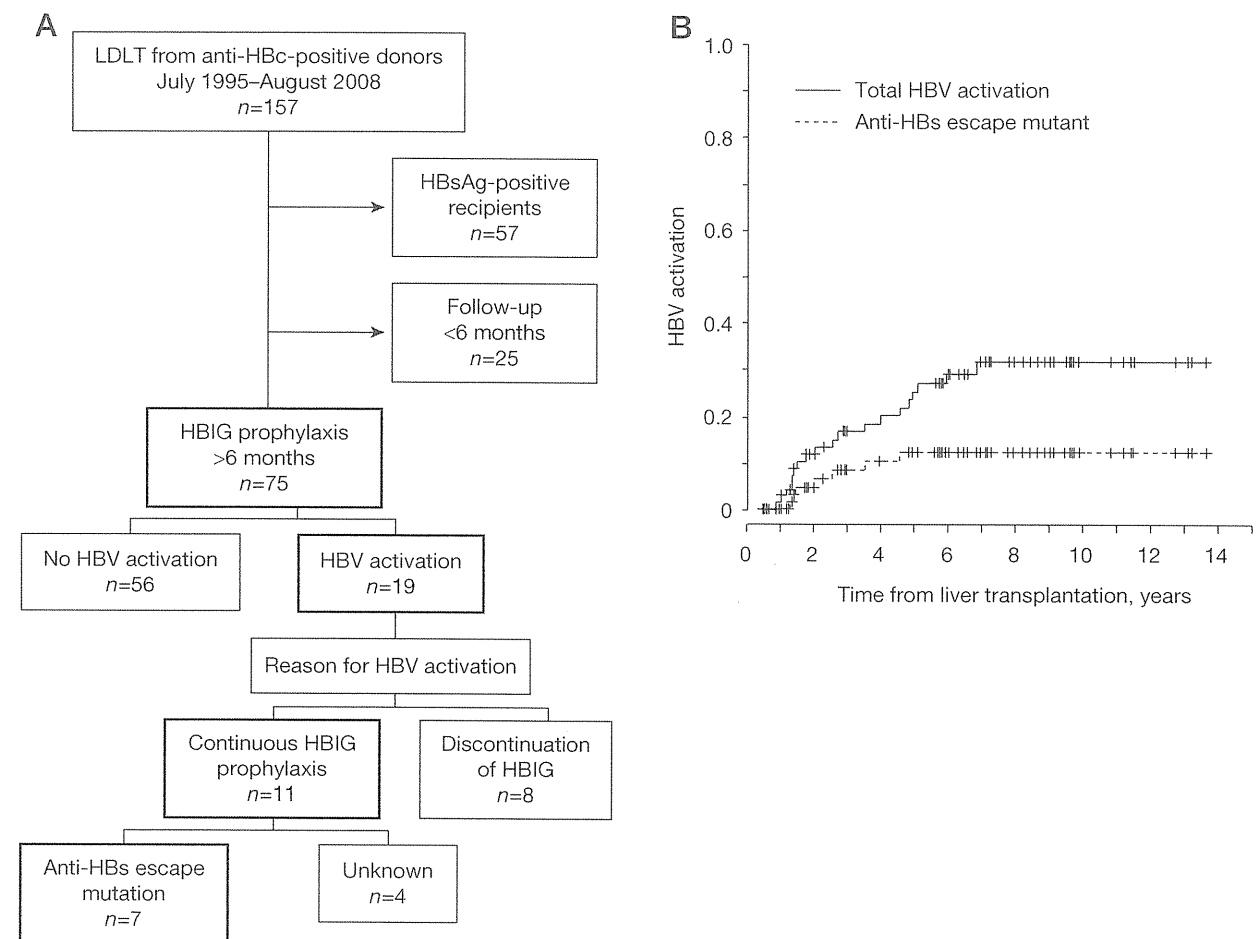 A
LDLT from anti-HBc-positive donors
July 1995–August 2008
n=157
HBsAg-positive
recipients
n=57
Follow-up
<6 months
n=25
HBIG prophylaxis
>6 months
n=75
No HBV activation
n=56
HBV activation
n=19
Reason for HBV activation
Continuous HBIG
prophylaxis
n=11
Discontinuation
of HBIG
n=8
Anti-HBs escape
mutation
n=7
Unknown
n=4
B
Total HBV activation
Anti-HBs escape mutant
HBV activation
1.0
0.8
0.6
0.4
0.2
0
0 2 4 6 8 10 12 14
Time from liver transplantation, years